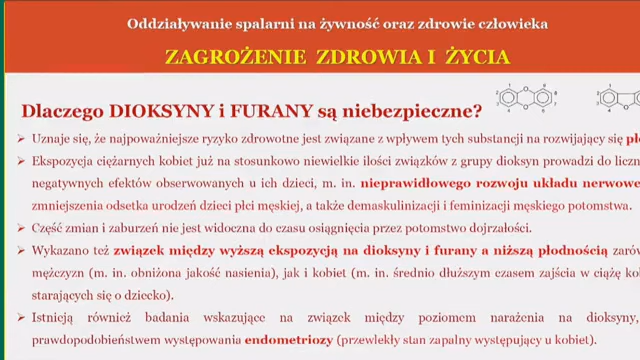 Oddziaływanie spalarni na żywność oraz zdrowie człowieka
ZAGROŻENIE ZDROWIA I ŻYCIA
Dlaczego DIOKSYNY i FURANY są niebezpieczne?
➢ Uznaje się, że najpoważniejsze ryzyko zdrowotne jest związane z wpływem tych substancji na rozwijający się
➢ Ekspozycja ciężarnych kobiet już na stosunkowo niewielkie ilości związków z grupy dioksyn prowadzi do
negatywnych efektów obserwowanych u ich dzieci, m. in. nieprawidłowego rozwoju układu
zmniejszenia odsetka urodzeń dzieci płci męskiej, a także demaskulinizacji i feminizacji męskiego potomstwa.
➢ Część zmian i zaburzeń nie jest widoczna do czasu osiągnięcia przez potomstwo dojrzałości.
➢ Wykazano też związek między wyższą ekspozycją na dioksyny i furany a niższą płodnością
mężczyzn (m. in. obniżona jakość nasienia), jak i kobiet (m. in. średnio dłuższym czasem zajścia w ciążę
starających się o dziecko).
➢ Istnieją również badania wskazujące na związek między poziomem narażenia na dioksyny,
prawdopodobieństwem występowania endometriozy (przewlekły stan zapalny występujący u kobiet).